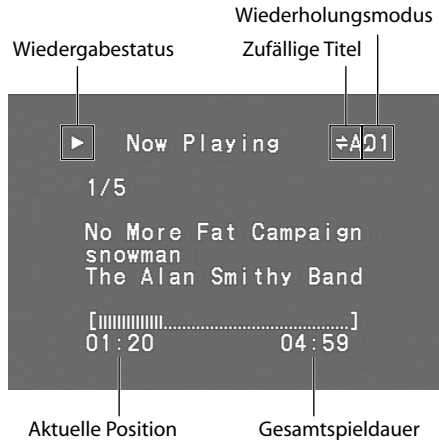 Wiederholungsmodus
Wiedergabestatus Zufällige Titel
Now Playing A 1
1/5
No More Fat Campaign
snowman
The Alan Smithy Band
[ ]
01:20 04:59
Aktuelle Position Gesamtspieldauer